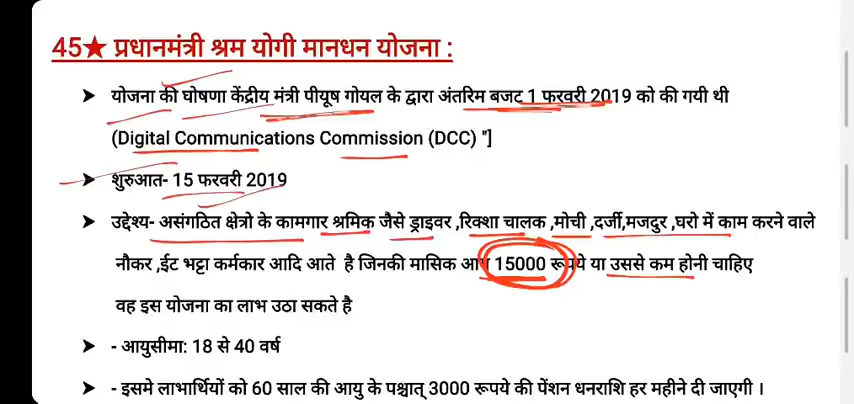 45★ प्रधानमंत्री श्रम योगी मानधन योजना :
➤ योजना की घोषणा केंद्रीय मंत्री पीयूष गोयल के द्वारा अंतरिम बजट 1 फरवरी 2019 को की गयी थी
(Digital Communications Commission (DCC) "]
➤ शुरुआत- 15 फरवरी 2019
➤ उद्देश्य- असंगठित क्षेत्रो के कामगार श्रमिक जैसे ड्राइवर ,रिक्शा चालक ,मोची ,दर्जी,मजदुर ,घरो में काम करने वाले
नौकर ,ईट भट्टा कर्मकार आदि आते है जिनकी मासिक आय 15000 रूपये या उससे कम होनी चाहिए
वह इस योजना का लाभ उठा सकते है
➤ - आयुसीमा: 18 से 40 वर्ष
➤ - इसमे लाभार्थियों को 60 साल की आयु के पश्चात् 3000 रूपये की पेंशन धनराशि हर महीने दी जाएगी ।